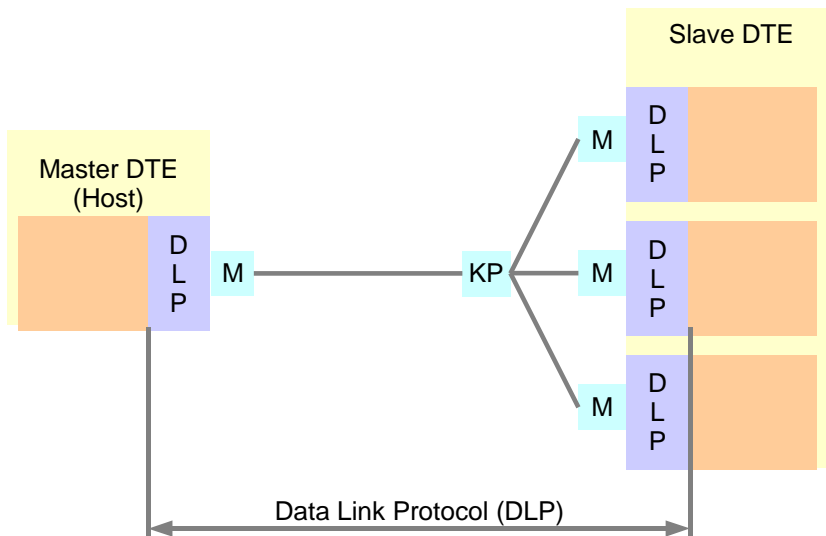 Slave DTE
D
L
P
M
Master DTE
(Host)
D
L
P
M
KP
M
D
L
P
M
D
L
P
Data Link Protocol (DLP)